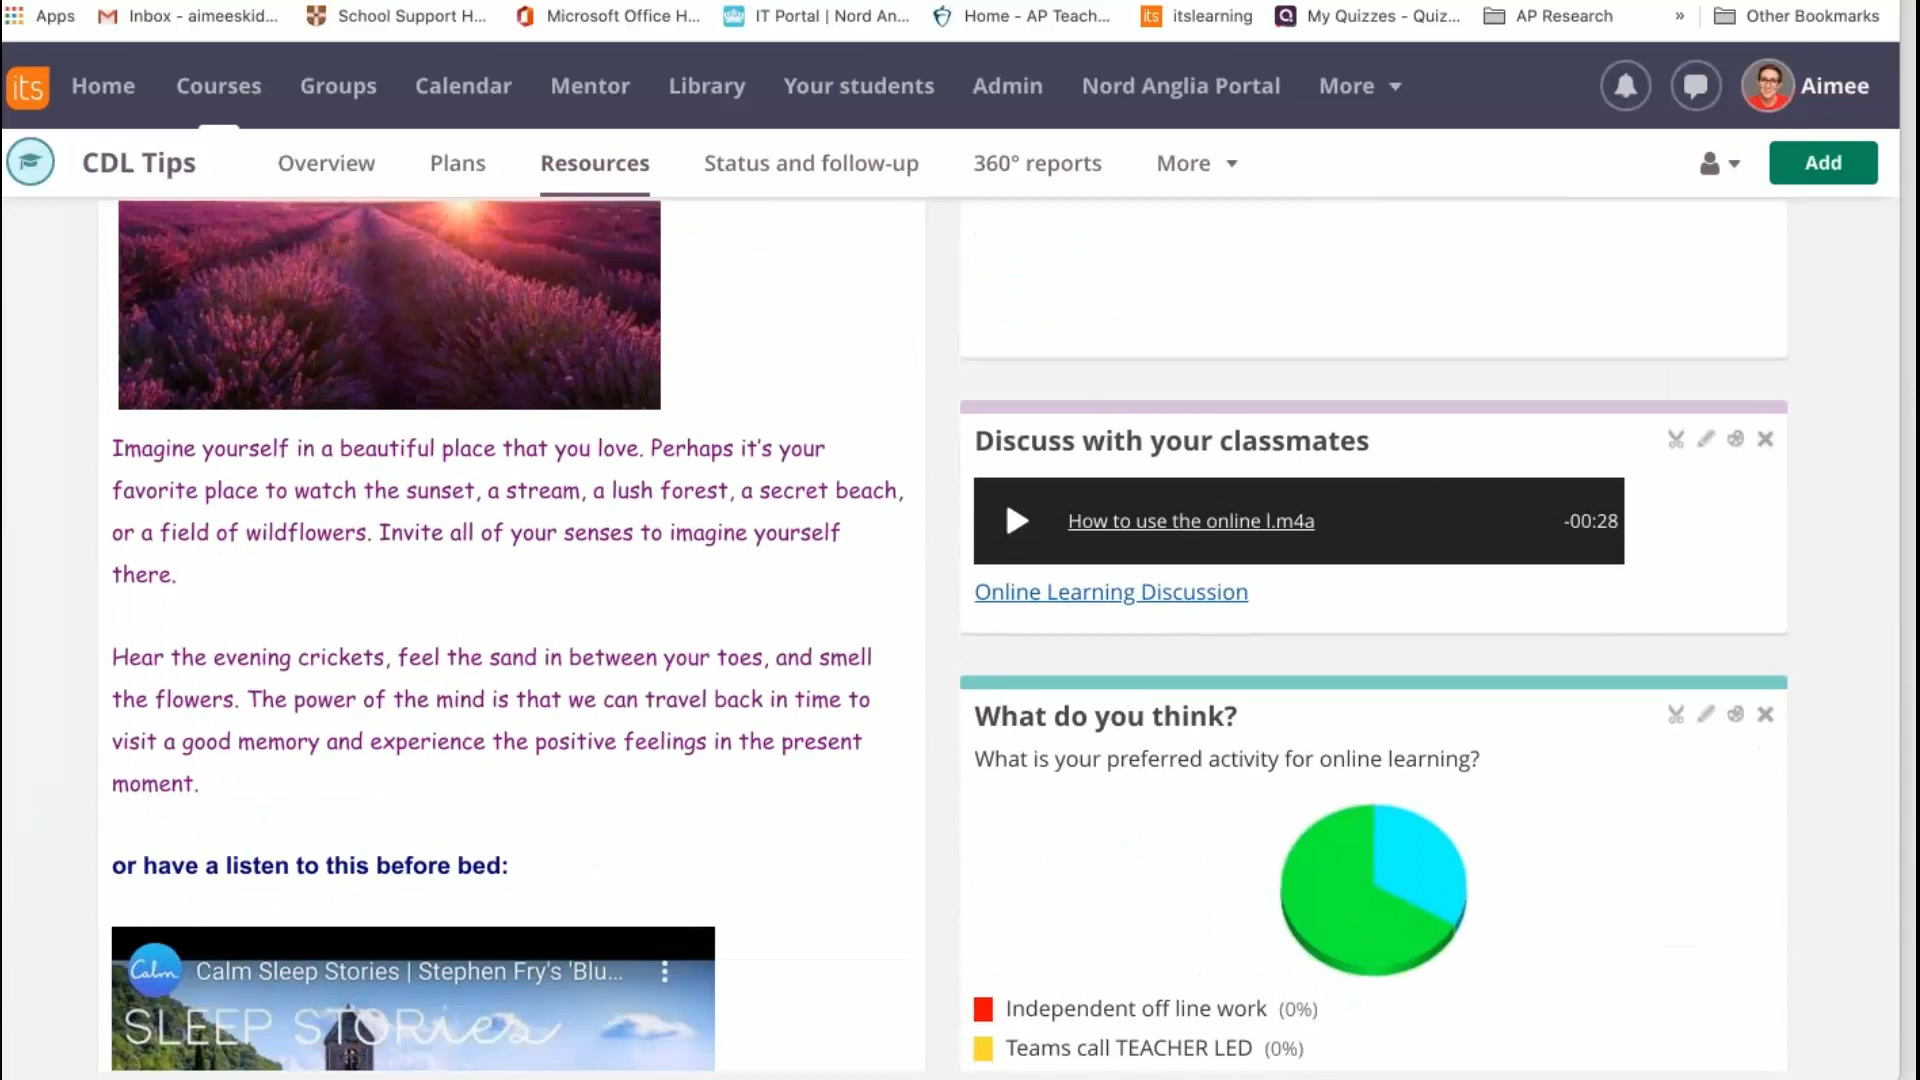 Apps Inbox - aimeeskid... School Support H... Microsoft Office H... IT Portal | Nord An... Home - AP Teach... its itslearning My Quizzes - Quiz... AP Research » Other Bookmarks
its Home Courses Groups Calendar Mentor Library Your students Admin Nord Anglia Portal More Aimee
CDL Tips Overview Plans Resources Status and follow-up 360° reports More Add
Imagine yourself in a beautiful place that you love. Perhaps it's your
favorite place to watch the sunset, a stream, a lush forest, a secret beach,
or a field of wildflowers. Invite all of your senses to imagine yourself
there.
Hear the evening crickets, feel the sand in between your toes, and smell
the flowers. The power of the mind is that we can travel back in time to
visit a good memory and experience the positive feelings in the present
moment.
or have a listen to this before bed:
Calm Calm Sleep Stories | Stephen Fry's 'Blu...
SLEEP STORIES
Discuss with your classmates
How to use the online l.m4a -00:28
Online Learning Discussion
What do you think?
What is your preferred activity for online learning?
Independent off line work (0%)
Teams call TEACHER LED (0%)